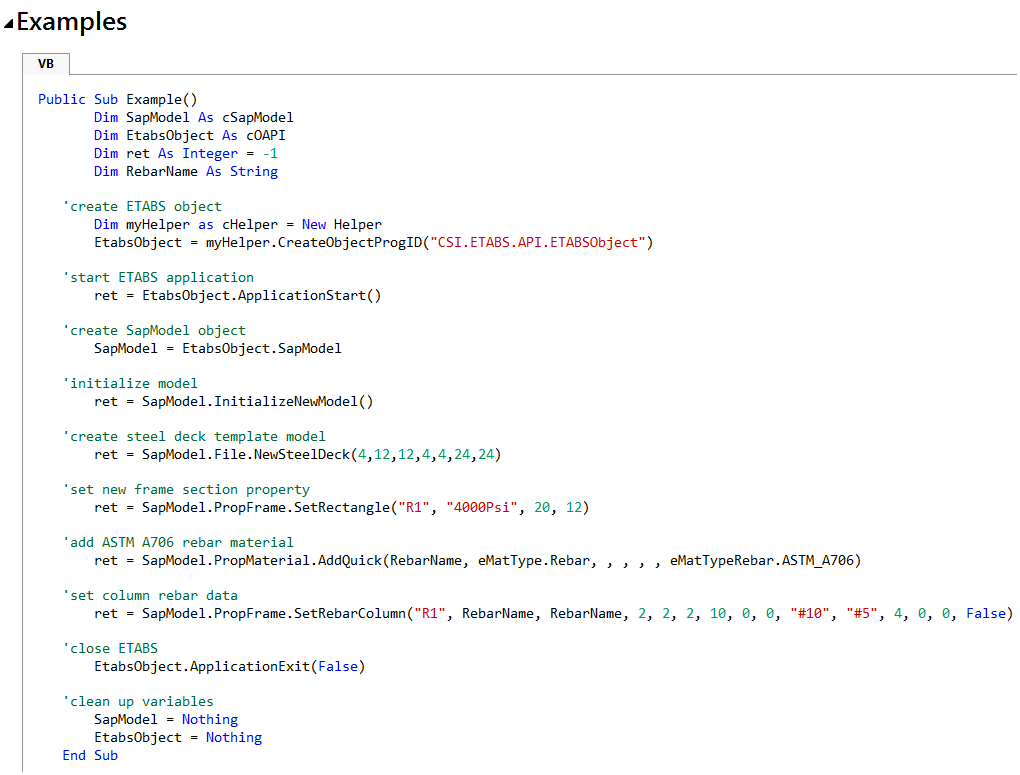 Examples
VB
Public Sub Example()
Dim SapModel As cSapModel
Dim EtabsObject As cOAPI
Dim ret As Integer = -1
Dim RebarName As String
'create ETABS object
Dim myHelper as cHelper = New Helper
EtabsObject = myHelper.CreateObjectProgID("CSI.ETABS.API.ETABSObject")
'start ETABS application
ret = EtabsObject.ApplicationStart()
'create SapModel object
SapModel = EtabsObject.SapModel
'initialize model
ret = SapModel.InitializeNewModel()
'create steel deck template model
ret = SapModel.File.NewSteelDeck(4,12,12,4,4,24,24)
'set new frame section property
ret = SapModel.PropFrame.SetRectangle("R1", "4000Psi", 20, 12)
'add ASTM A706 rebar material
ret = SapModel.PropMaterial.AddQuick(RebarName, eMatType.Rebar, , , , , eMatTypeRebar.ASTM_A706)
'set column rebar data
ret = SapModel.PropFrame.SetRebarColumn("R1", RebarName, RebarName, 2, 2, 2, 10, 0, 0, "#10", "#5", 4, 0, 0, False)
'close ETABS
EtabsObject.ApplicationExit(False)
'clean up variables
SapModel = Nothing
EtabsObject = Nothing
End Sub